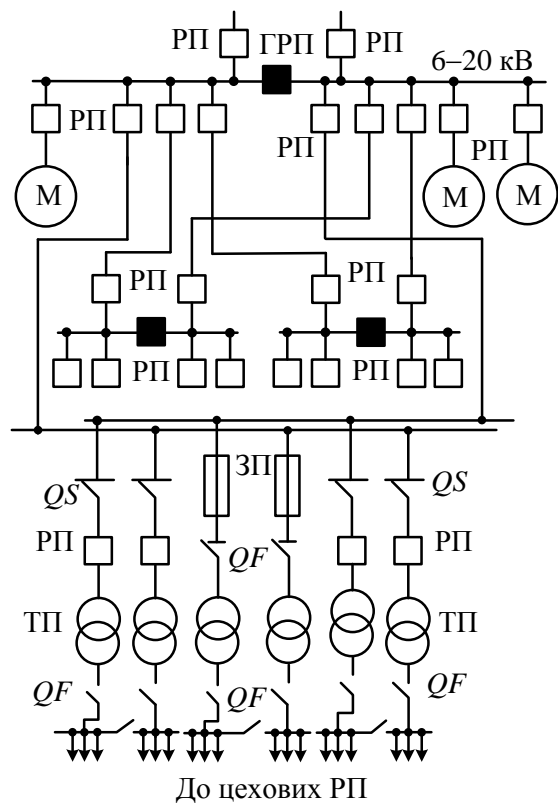 РП ГРП РП
6–20 кВ
РП РП РП
М М М
РП РП
РП РП
ЗП
QS QS
РП QF РП
ТП ТП
QF QF QF
До цехових РП